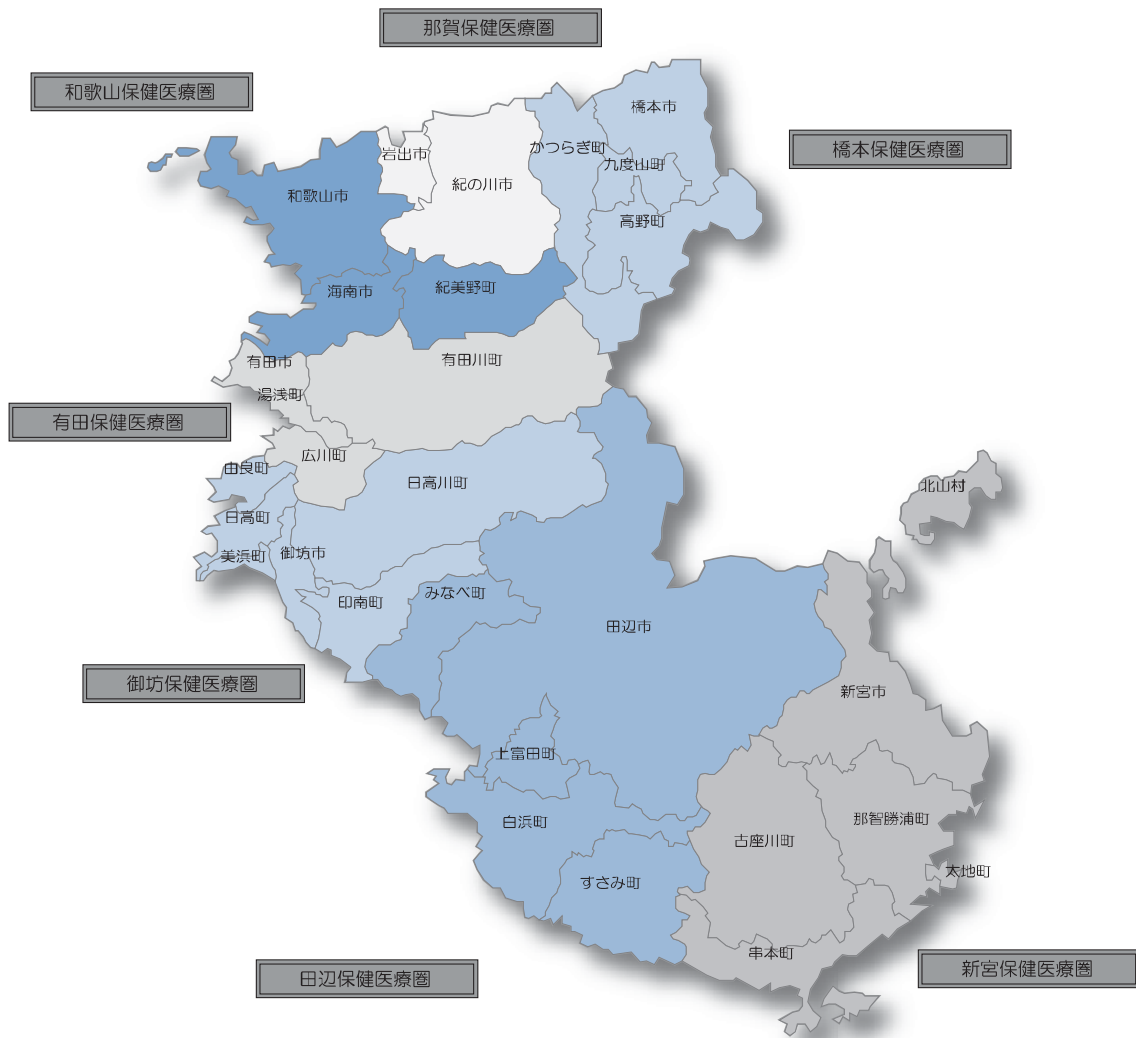 那賀保健医療圏
和歌山保健医療圏
橋本保健医療圏
橋本市
かつらぎ町
岩出市
九度山町
紀の川市
和歌山市
高野町
海南市
紀美野町
有田市
有田川町
湯浅町
有田保健医療圏
広川町
由良町
日高川町
北山村
日高町
美浜町
御坊市
みなべ町
印南町
田辺市
御坊保健医療圏
新宮市
上富田町
白浜町
那智勝浦町
古座川町
太地町
すさみ町
串本町
新宮保健医療圏
田辺保健医療圏